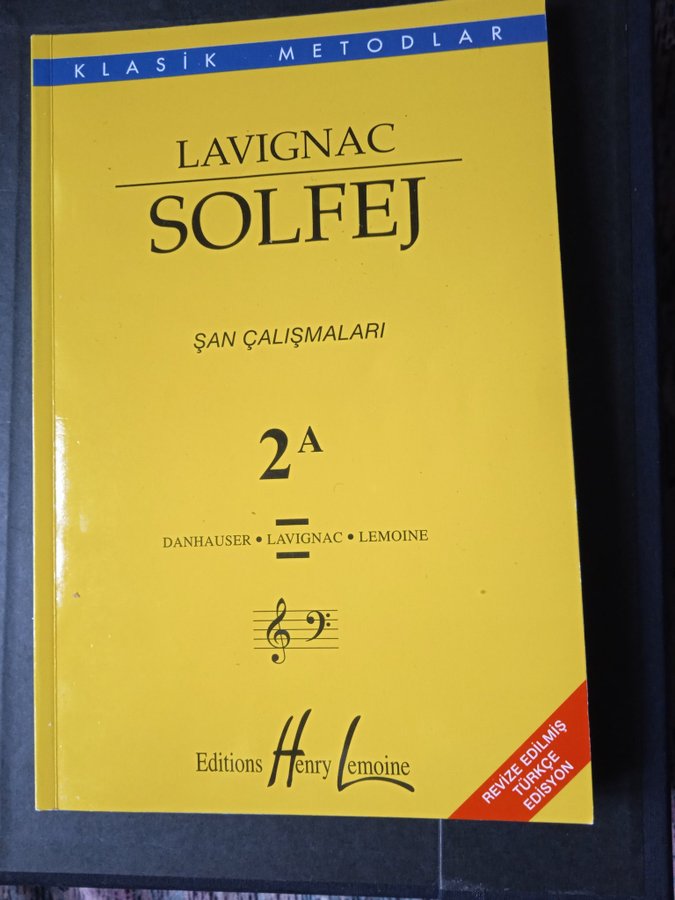 KLASİK METODLAR
LAVIGNAC
SOLFEJ
ŞAN ÇALIŞMALARI
2A
DANHAUSER • LAVIGNAC • LEMOINE
Editions Henry Lemoine
REVİZE EDİLMİŞ
TÜRKÇE
EDİSYON